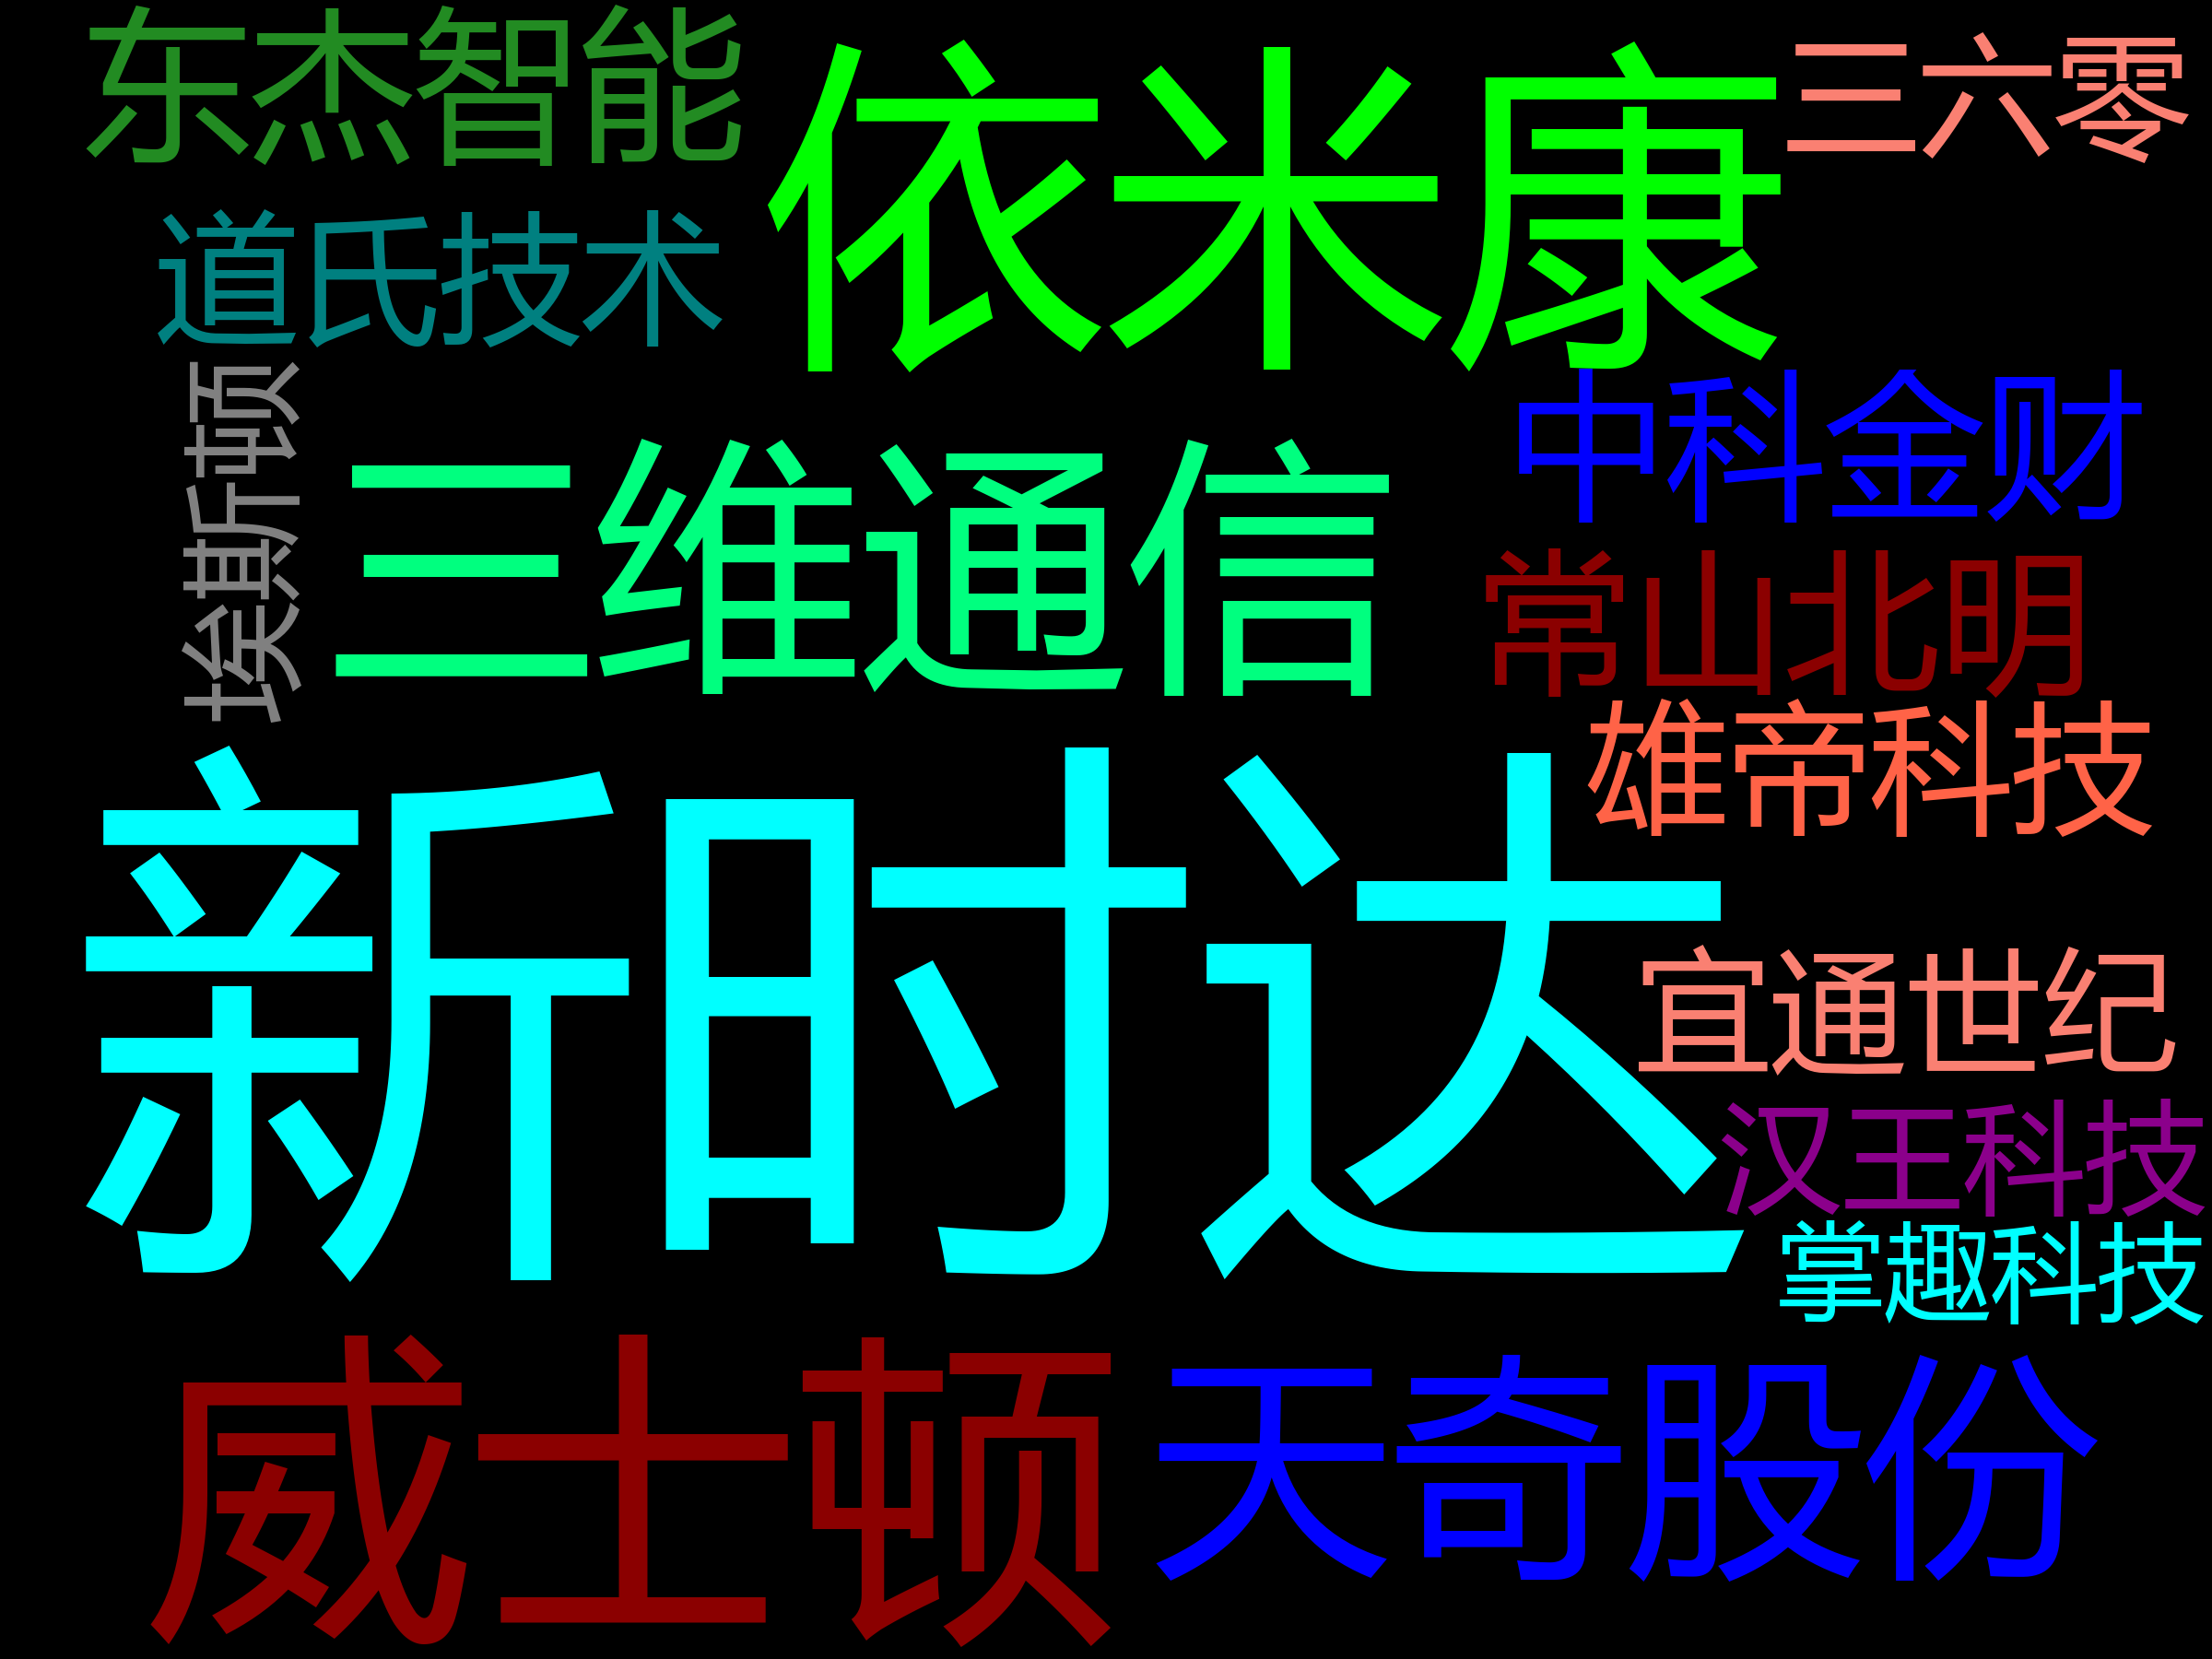 东杰智能
依米康
三六零
道氏技术
埃斯顿
中科金财
三维通信
常山北明
雄帝科技
新时达
宜通世纪
汉王科技
掌趣科技
威士顿
天奇股份